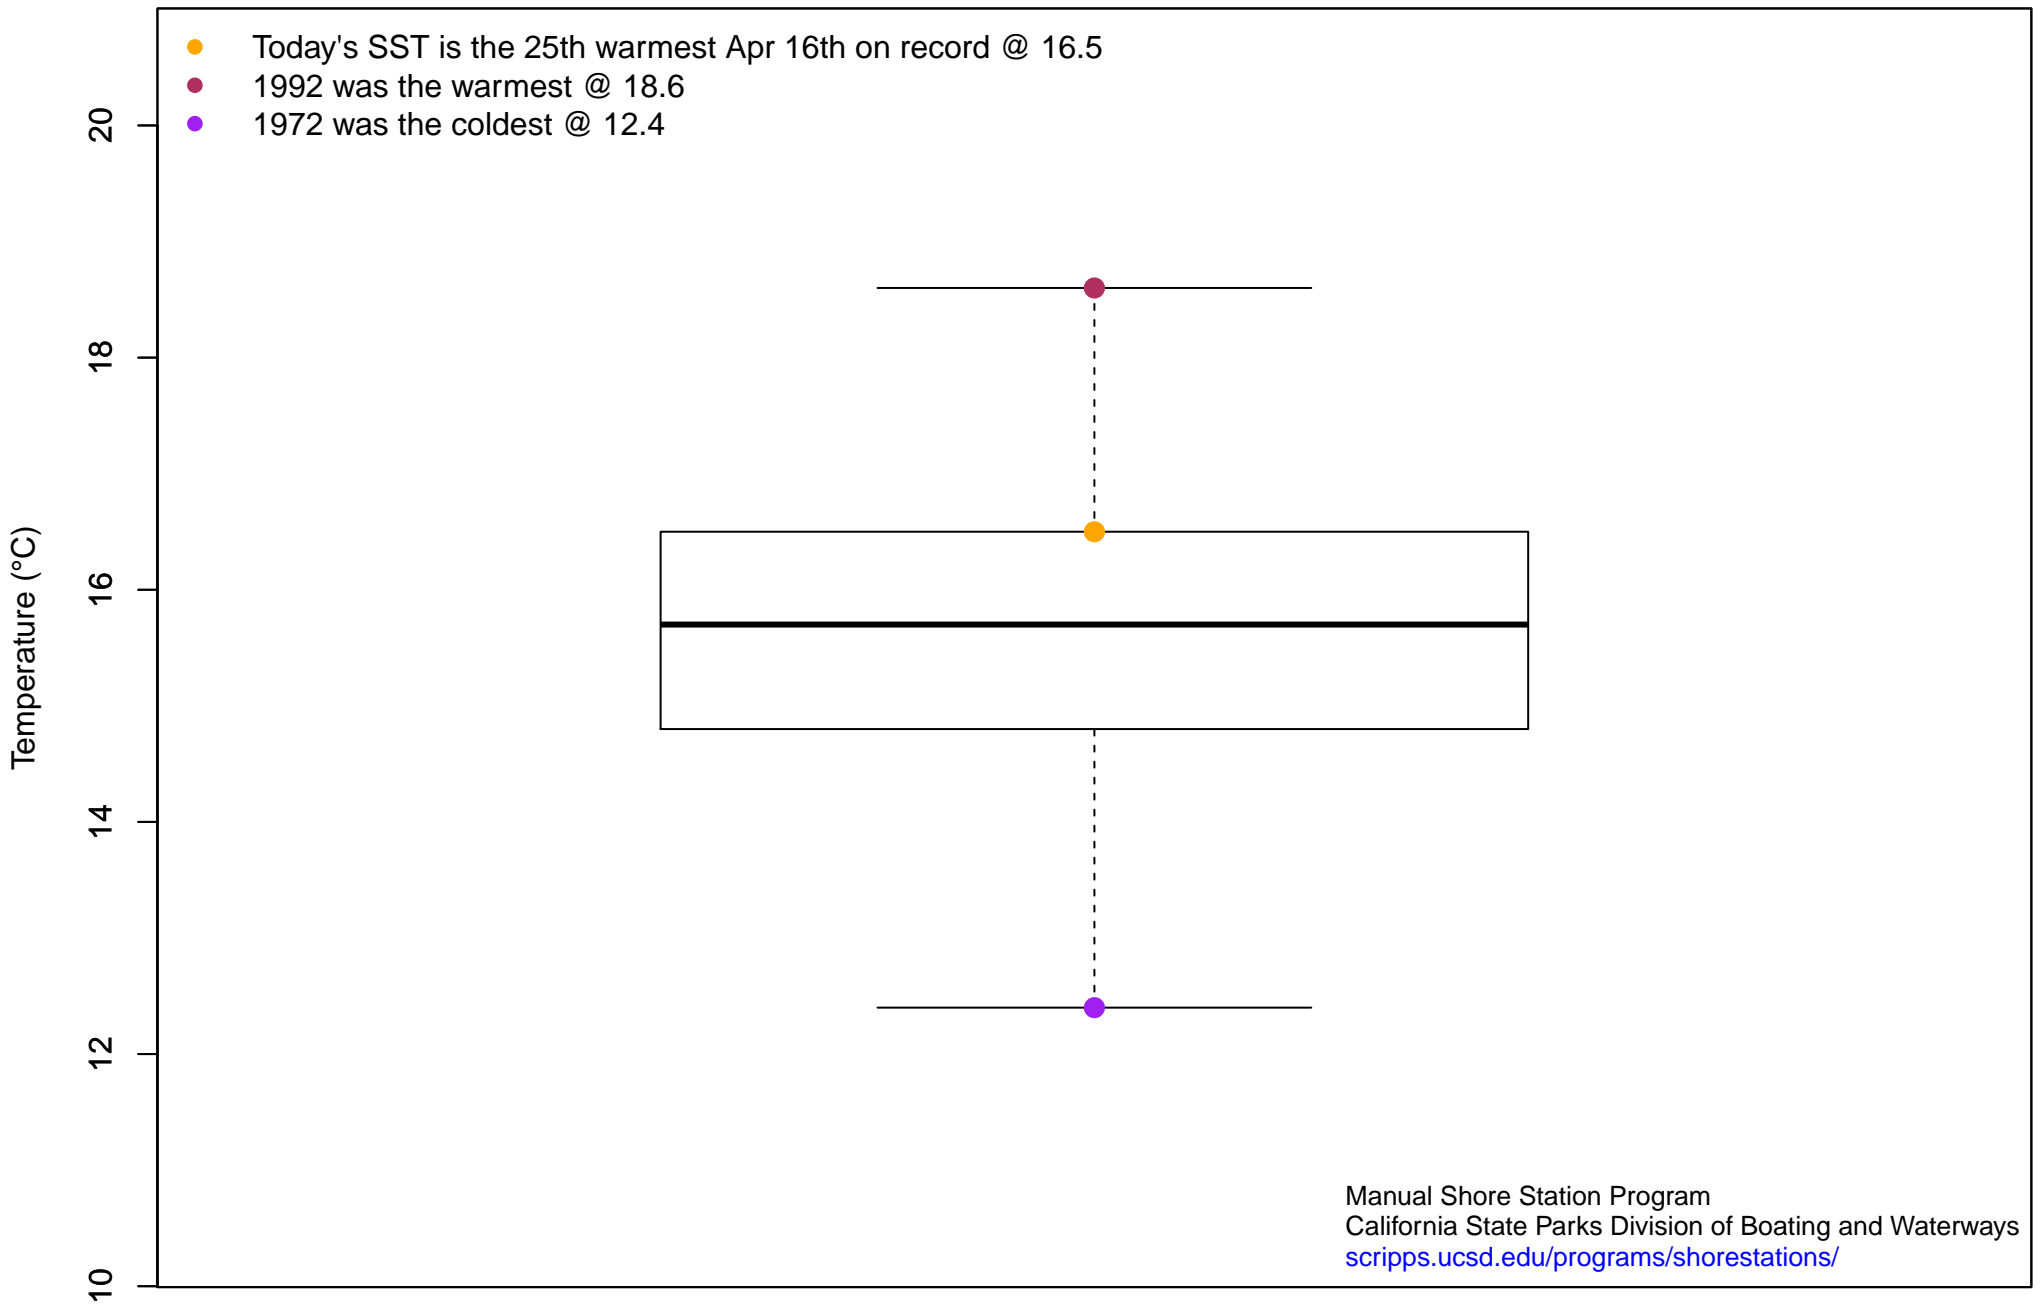 Today's SST is the 25th warmest Apr 16th on record @ 16.5
1992 was the warmest @ 18.6
1972 was the coldest @ 12.4
20
18
16
14
12
10
Temperature (°C)
Manual Shore Station Program
California State Parks Division of Boating and Waterways
scripps.ucsd.edu/programs/shorestations/